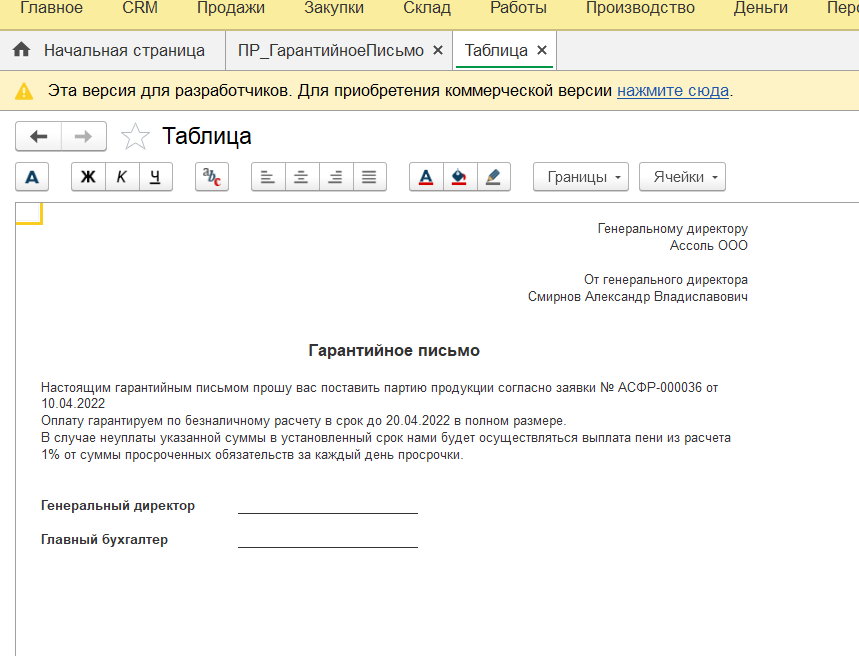 Главное CRM Продажи Закупки Склад Работы Производство Деньги
Начальная страница ПР_ГарантийноеПисьмо × Таблица ×
Эта версия для разработчиков. Для приобретения коммерческой версии нажмите сюда.
Таблица
А Ж К Ч abc А Границы Ячейки
Генеральному директору
Ассоль ООО
От генерального директора
Смирнов Александр Владиславович
Гарантийное письмо
Настоящим гарантийным письмом прошу вас поставить партию продукции согласно заявки № АСФР-000036 от
10.04.2022
Оплату гарантируем по безналичному расчету в срок до 20.04.2022 в полном размере.
В случае неуплаты указанной суммы в установленный срок нами будет осуществляться выплата пени из расчета
1% от суммы просроченных обязательств за каждый день просрочки.
Генеральный директор
Главный бухгалтер